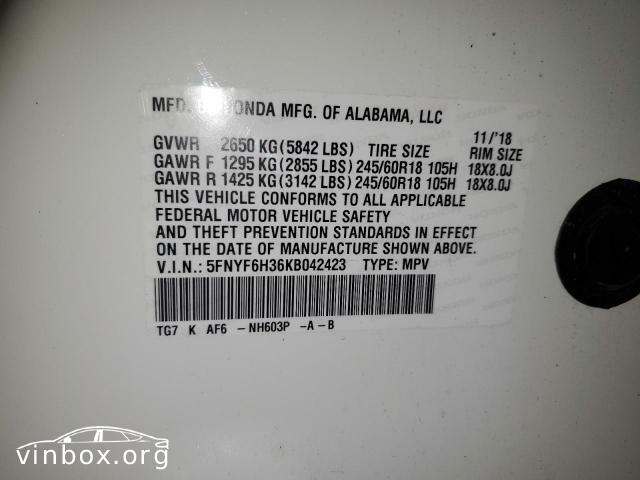 MFD. BY HONDA MFG. OF ALABAMA, LLC
GVWR 2650 KG(5842 LBS) TIRE SIZE 11/'18 RIM SIZE
GAWR F 1295 KG(2855 LBS) 245/60R18 105H 18X8.0J
GAWR R 1425 KG(3142 LBS) 245/60R18 105H 18X8.0J
THIS VEHICLE CONFORMS TO ALL APPLICABLE
FEDERAL MOTOR VEHICLE SAFETY
AND THEFT PREVENTION STANDARDS IN EFFECT
ON THE DATE OF MANUFACTURE SHOWN ABOVE.
V.I.N.: 5FNYF6H36KB042423 TYPE: MPV
TG7 K AF6 -NH603P -A-B
vinbox.org